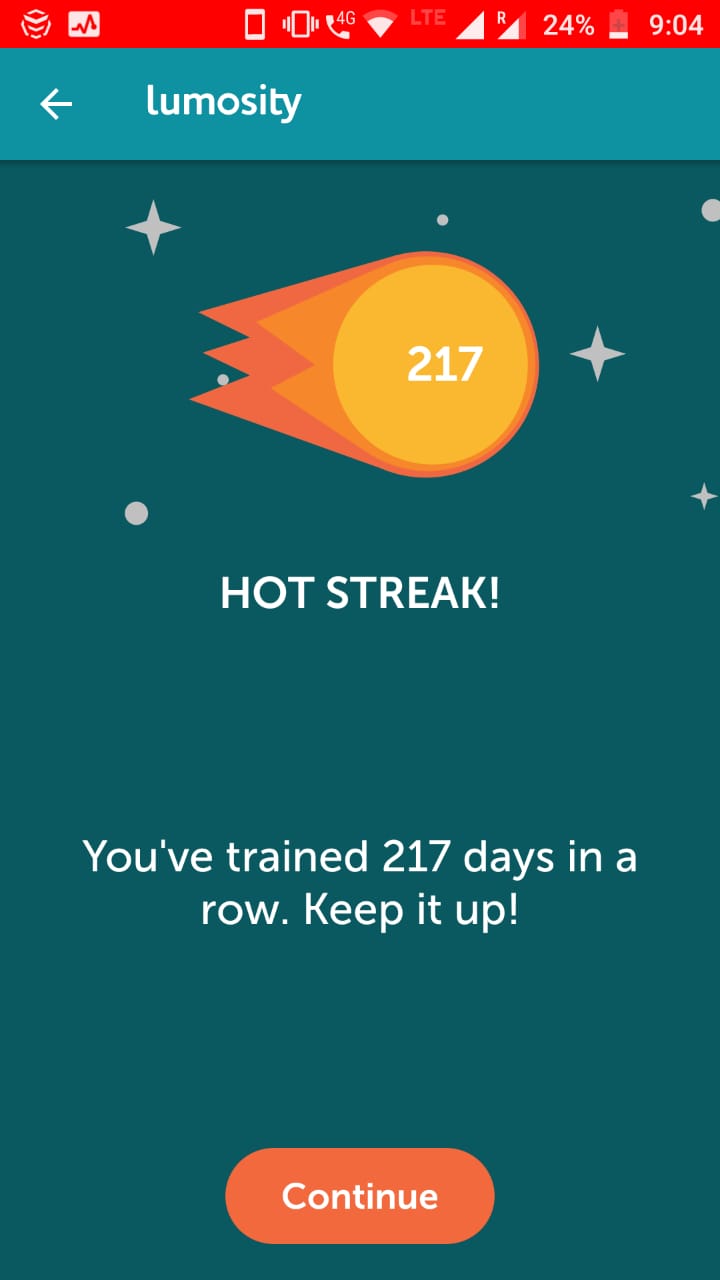 4G LTE R 24% 9:04
lumosity
217
HOT STREAK!
You've trained 217 days in a
row. Keep it up!
Continue